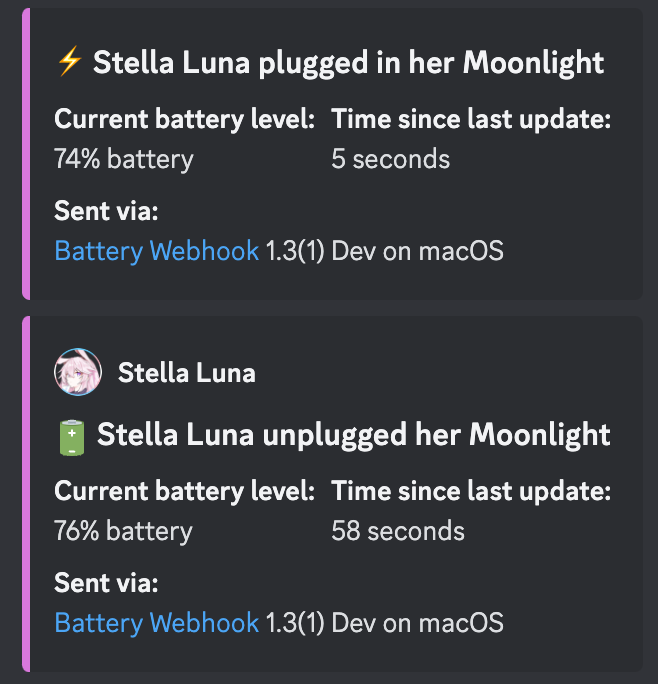 ⚡ Stella Luna plugged in her Moonlight
Current battery level: Time since last update:
74% battery 5 seconds
Sent via:
Battery Webhook 1.3(1) Dev on macOS
Stella Luna
🔋 Stella Luna unplugged her Moonlight
Current battery level: Time since last update:
76% battery 58 seconds
Sent via:
Battery Webhook 1.3(1) Dev on macOS